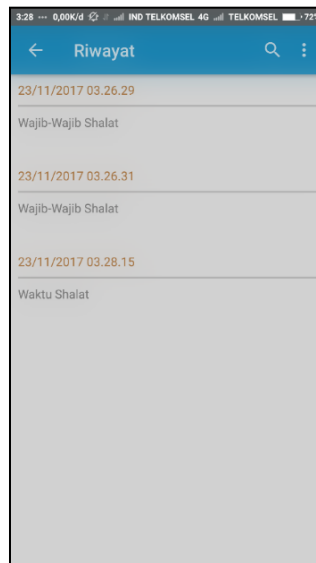 3:28 ··· 0,00K/d IND TELKOMSEL 4G TELKOMSEL 72%
Riwayat
23/11/2017 03.26.29
Wajib-Wajib Shalat
23/11/2017 03.26.31
Wajib-Wajib Shalat
23/11/2017 03.28.15
Waktu Shalat